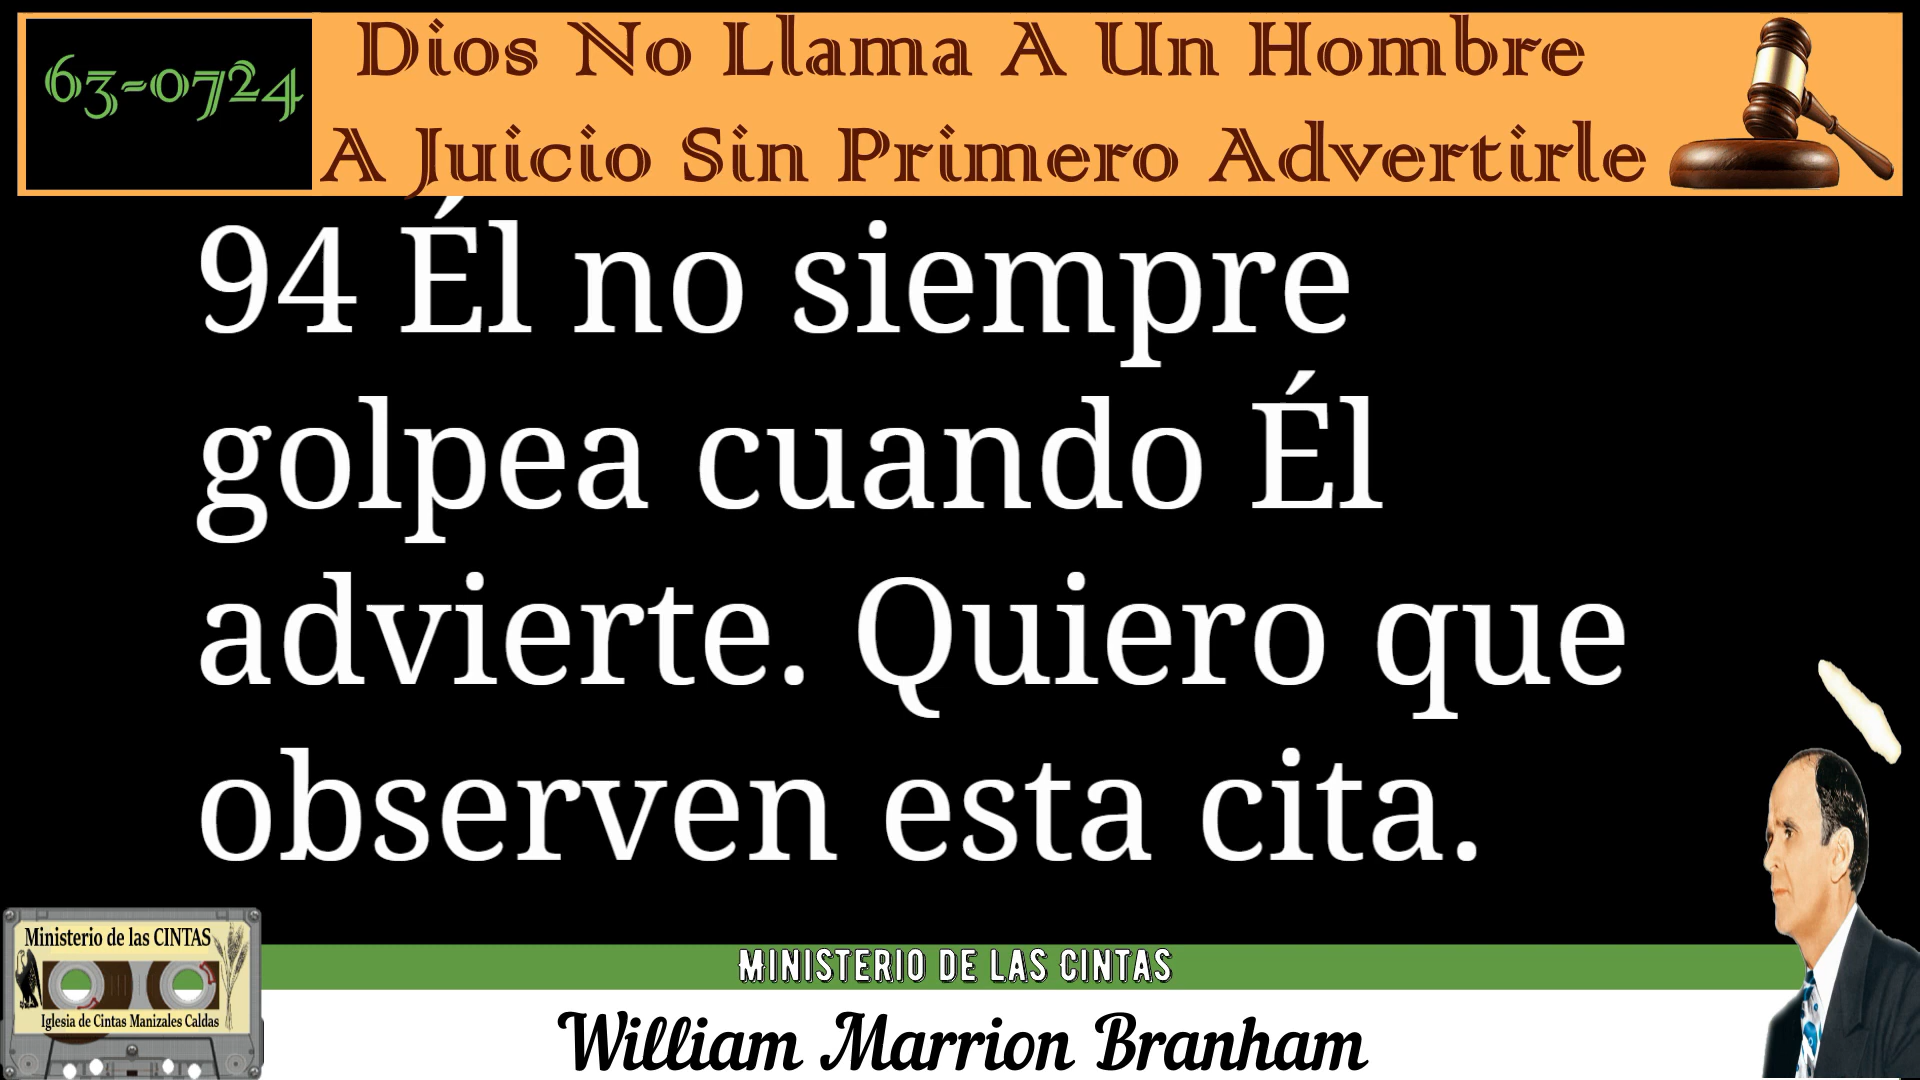 63-0724
Dios No Llama A Un Hombre
A Juicio Sin Primero Advertirle
94 Él no siempre
golpea cuando Él
advierte. Quiero que
observen esta cita.
Ministerio de las CINTAS
Iglesia de Cintas Manizales Caldas
MINISTERIO DE LAS CINTAS
William Marrion Branham